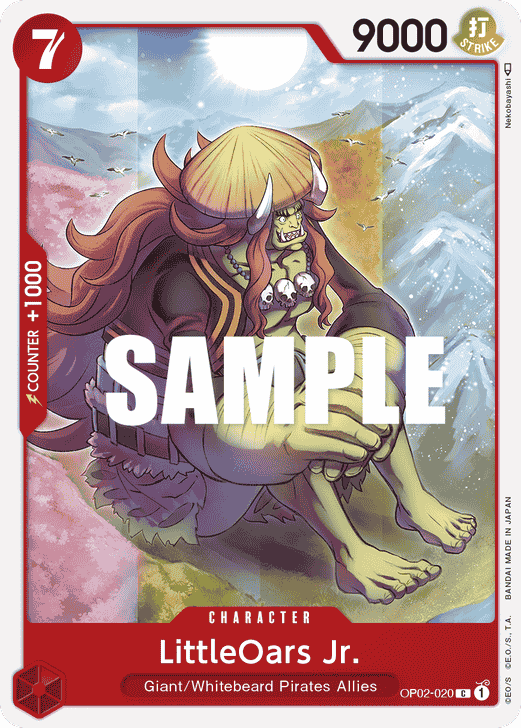 7
9000
打
STRIKE
Nekobayashi
COUNTER +1000
SAMPLE
BANDAI MADE IN JAPAN
©E.O./S., T.A.
©EO/S
CHARACTER
LittleOars Jr.
Giant/Whitebeard Pirates Allies
OP02-020 C 1